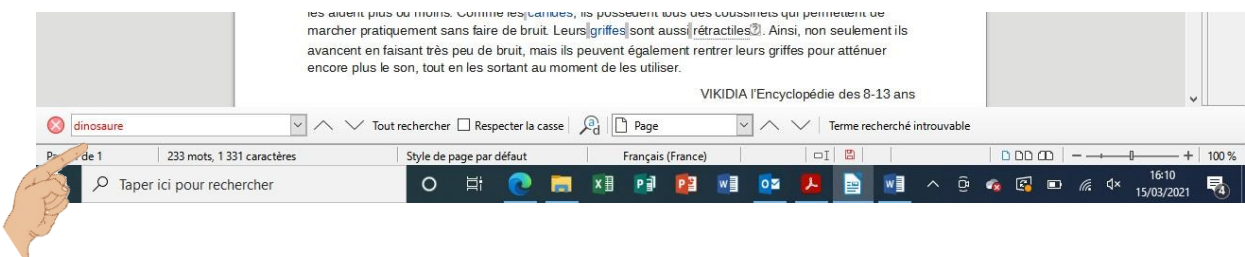 les aident plus ou moins. Comme les canidés, ils possèdent tous des coussinets qui permettent de
marcher pratiquement sans faire de bruit. Leurs griffes sont aussi rétractiles?. Ainsi, non seulement ils
avancent en faisant très peu de bruit, mais ils peuvent également rentrer leurs griffes pour atténuer
encore plus le son, tout en les sortant au moment de les utiliser.
VIKIDIA l'Encyclopédie des 8-13 ans
dinosaure Tout rechercher Respecter la casse Page Terme recherché introuvable
de 1 233 mots, 1 331 caractères Style de page par défaut Français (France) 100 %
Taper ici pour rechercher 16:10
15/03/2021 4